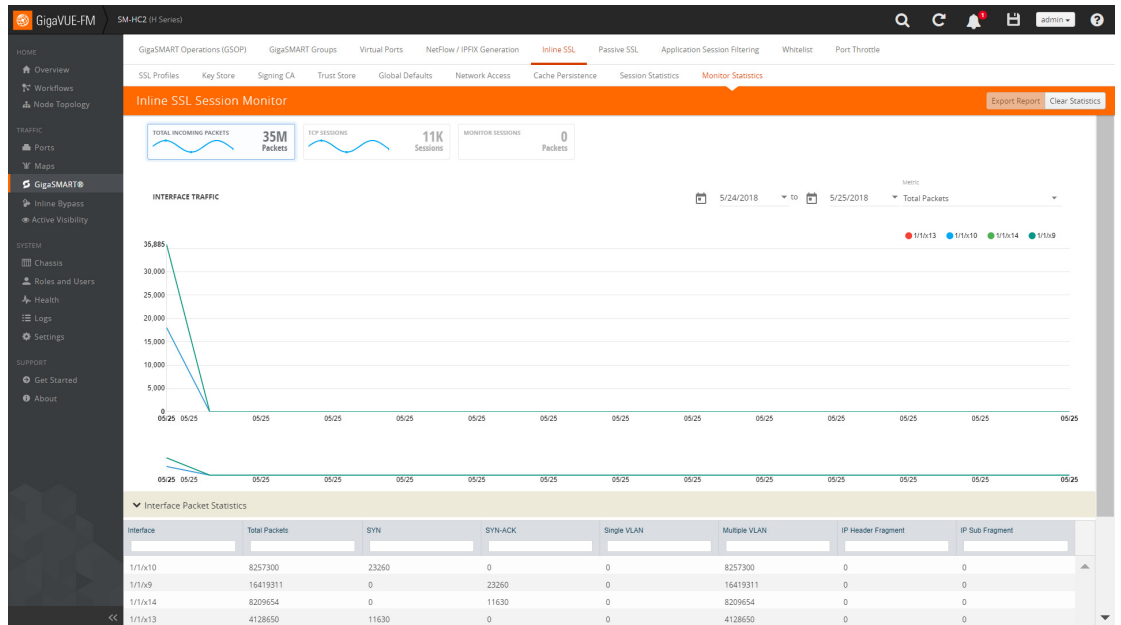 GigaVUE-FM
SM-HC2 (H Series)
1
admin
HOME
Overview
Workflows
Node Topology
TRAFFIC
Ports
Maps
GigaSMART®
Inline Bypass
Active Visibility
SYSTEM
Chassis
Roles and Users
Health
Logs
Settings
SUPPORT
Get Started
About
GigaSMART Operations (GSOP) GigaSMART Groups Virtual Ports NetFlow / IPFIX Generation Inline SSL Passive SSL Application Session Filtering Whitelist Port Throttle
SSL Profiles Key Store Signing CA Trust Store Global Defaults Network Access Cache Persistence Session Statistics Monitor Statistics
Inline SSL Session Monitor
Export Report Clear Statistics
TOTAL INCOMING PACKETS 35M Packets
TCP SESSIONS 11K Sessions
MONITOR SESSIONS 0 Packets
INTERFACE TRAFFIC
5/24/2018 to 5/25/2018
Metric
Total Packets
1/1/x13 1/1/x10 1/1/x14 1/1/x9
35,885
30,000
25,000
20,000
15,000
10,000
5,000
0
05/25 05/25 05/25 05/25 05/25 05/25 05/25 05/25 05/25 05/25 05/25 05/25 05/25 05/25
05/25 05/25 05/25 05/25 05/25 05/25 05/25 05/25 05/25 05/25 05/25 05/25 05/25 05/25
Interface Packet Statistics
Interface Total Packets SYN SYN-ACK Single VLAN Multiple VLAN IP Header Fragment IP Sub Fragment
1/1/x10 8257300 23260 0 0 8257300 0 0
1/1/x9 16419311 0 23260 0 16419311 0 0
1/1/x14 8209654 0 11630 0 8209654 0 0
1/1/x13 4128650 11630 0 0 4128650 0 0